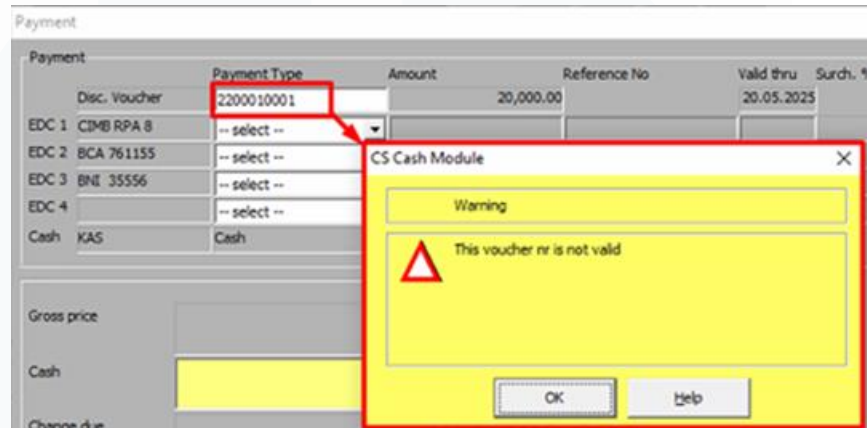 Payment
Payment
Payment Type Amount Reference No Valid thru Surch. %
Disc. Voucher 2200010001 20,000.00 20.05.2025
EDC 1 CIMB RPA 8 -- select --
EDC 2 BCA 761155 -- select --
EDC 3 BNI 35556 -- select --
EDC 4 -- select --
Cash KAS Cash
CS Cash Module
Warning
This voucher nr is not valid
OK Help
Gross price
Cash
Change due